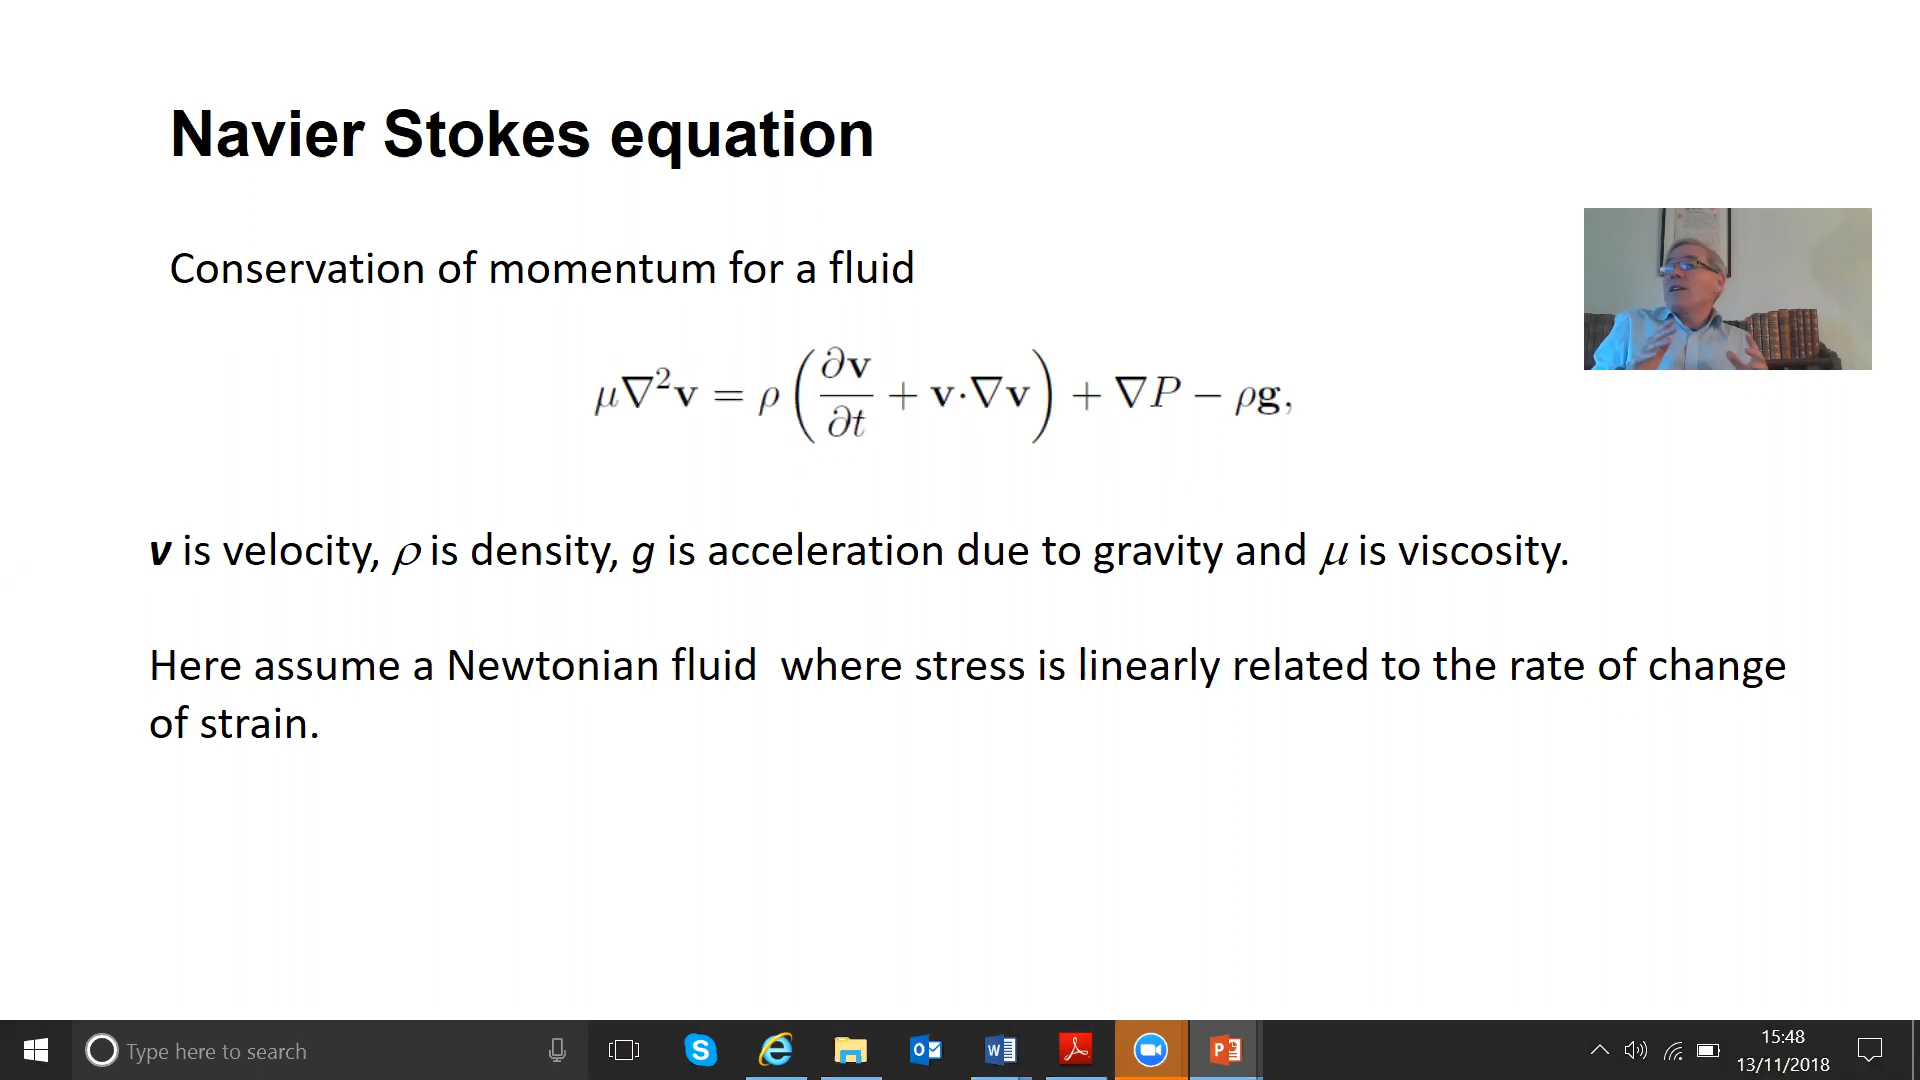 Navier Stokes equation
Conservation of momentum for a fluid
μ∇²𝐯 = ρ(∂𝐯/∂t + 𝐯·∇𝐯) + ∇P − ρ𝐠,
v is velocity, ρ is density, g is acceleration due to gravity and μ is viscosity.
Here assume a Newtonian fluid where stress is linearly related to the rate of change
of strain.
Type here to search
15:48
13/11/2018